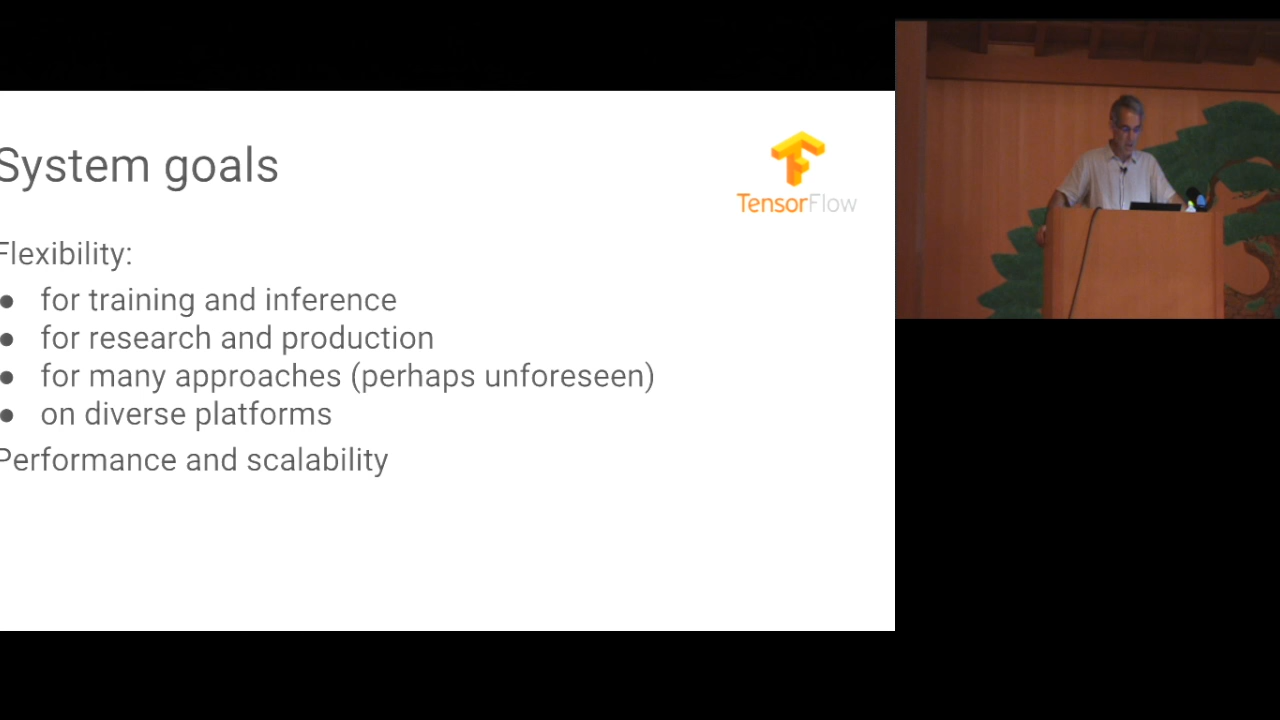 System goals
TensorFlow
Flexibility:
● for training and inference
● for research and production
● for many approaches (perhaps unforeseen)
● on diverse platforms
Performance and scalability